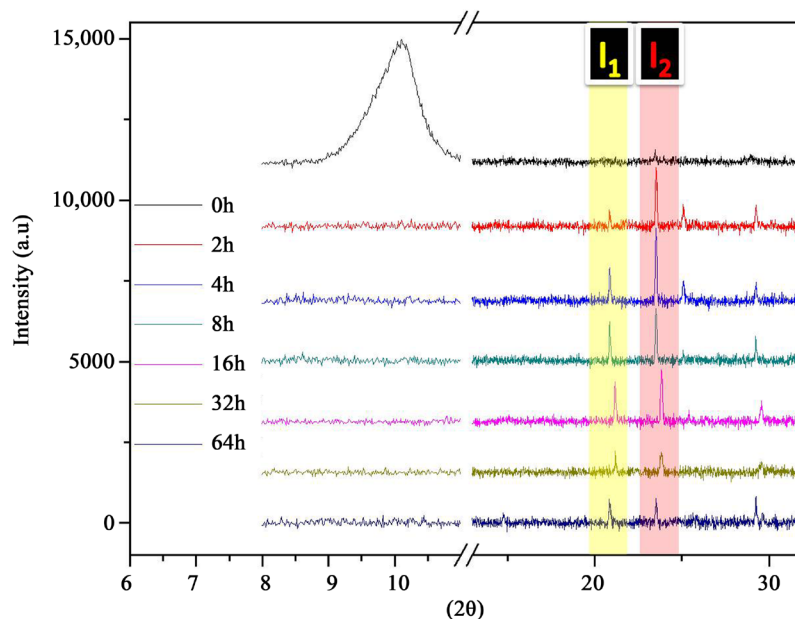 15,000
I1 I2
10,000
0h
2h
4h
5000
8h
16h
32h
64h
0
Intensity (a.u)
6 7 8 9 10 20 30
(2θ)